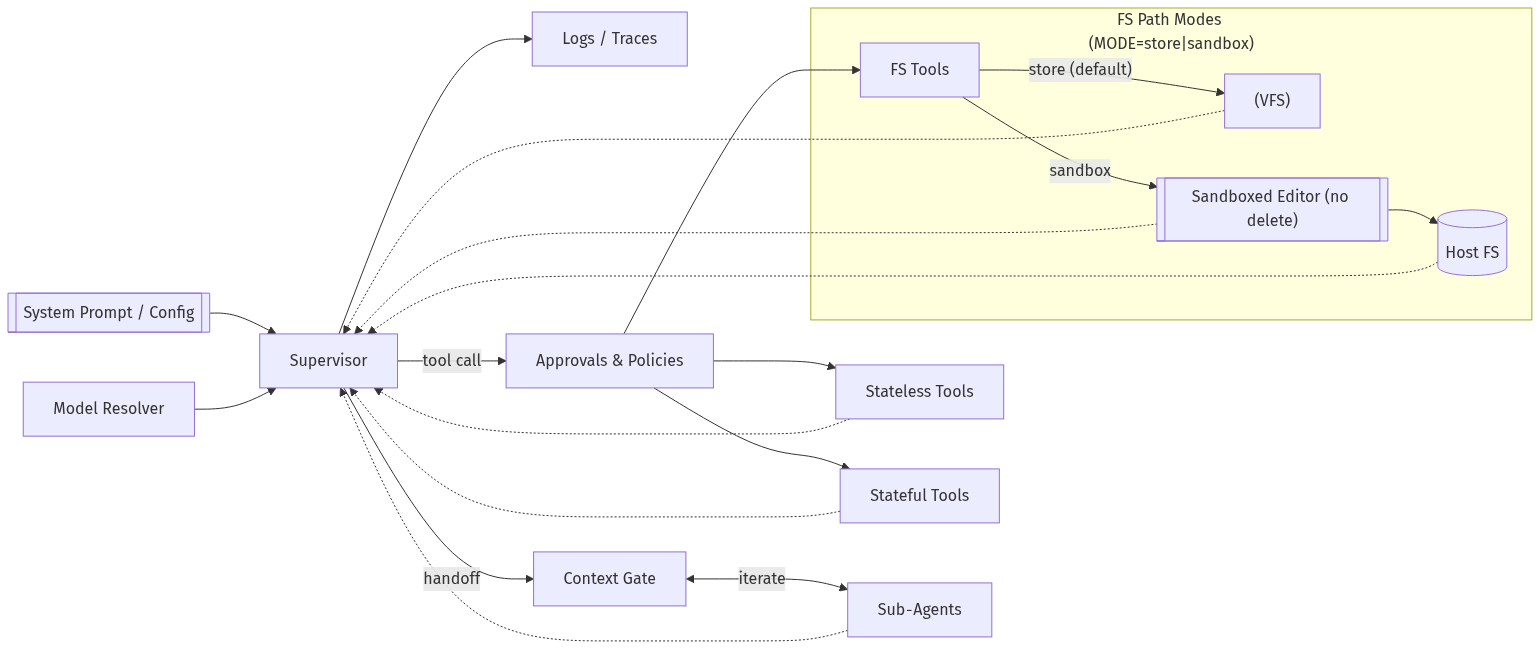 Logs / Traces
FS Path Modes
(MODE=store|sandbox)
FS Tools
store (default)
(VFS)
sandbox
Sandboxed Editor (no
delete)
Host FS
System Prompt / Config
Model Resolver
Supervisor
tool call
Approvals & Policies
Stateless Tools
Stateful Tools
handoff
Context Gate
iterate
Sub-Agents